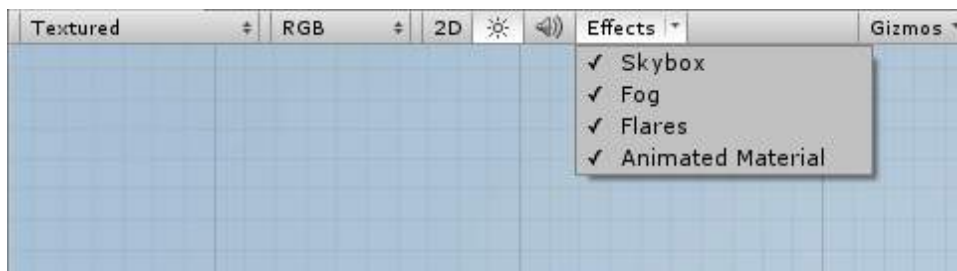 Textured RGB 2D Effects Gizmos
Skybox
Fog
Flares
Animated Material